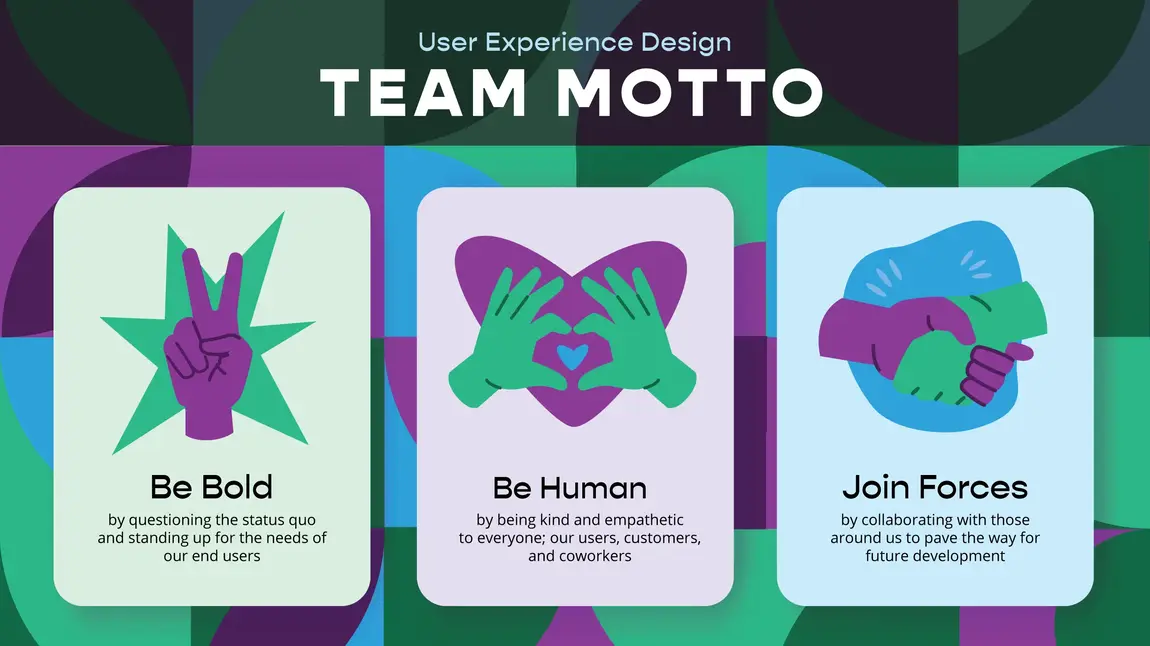 User Experience Design
TEAM MOTTO
Be Bold
by questioning the status quo
and standing up for the needs of
our end users
Be Human
by being kind and empathetic
to everyone; our users, customers,
and coworkers
Join Forces
by collaborating with those
around us to pave the way for
future development